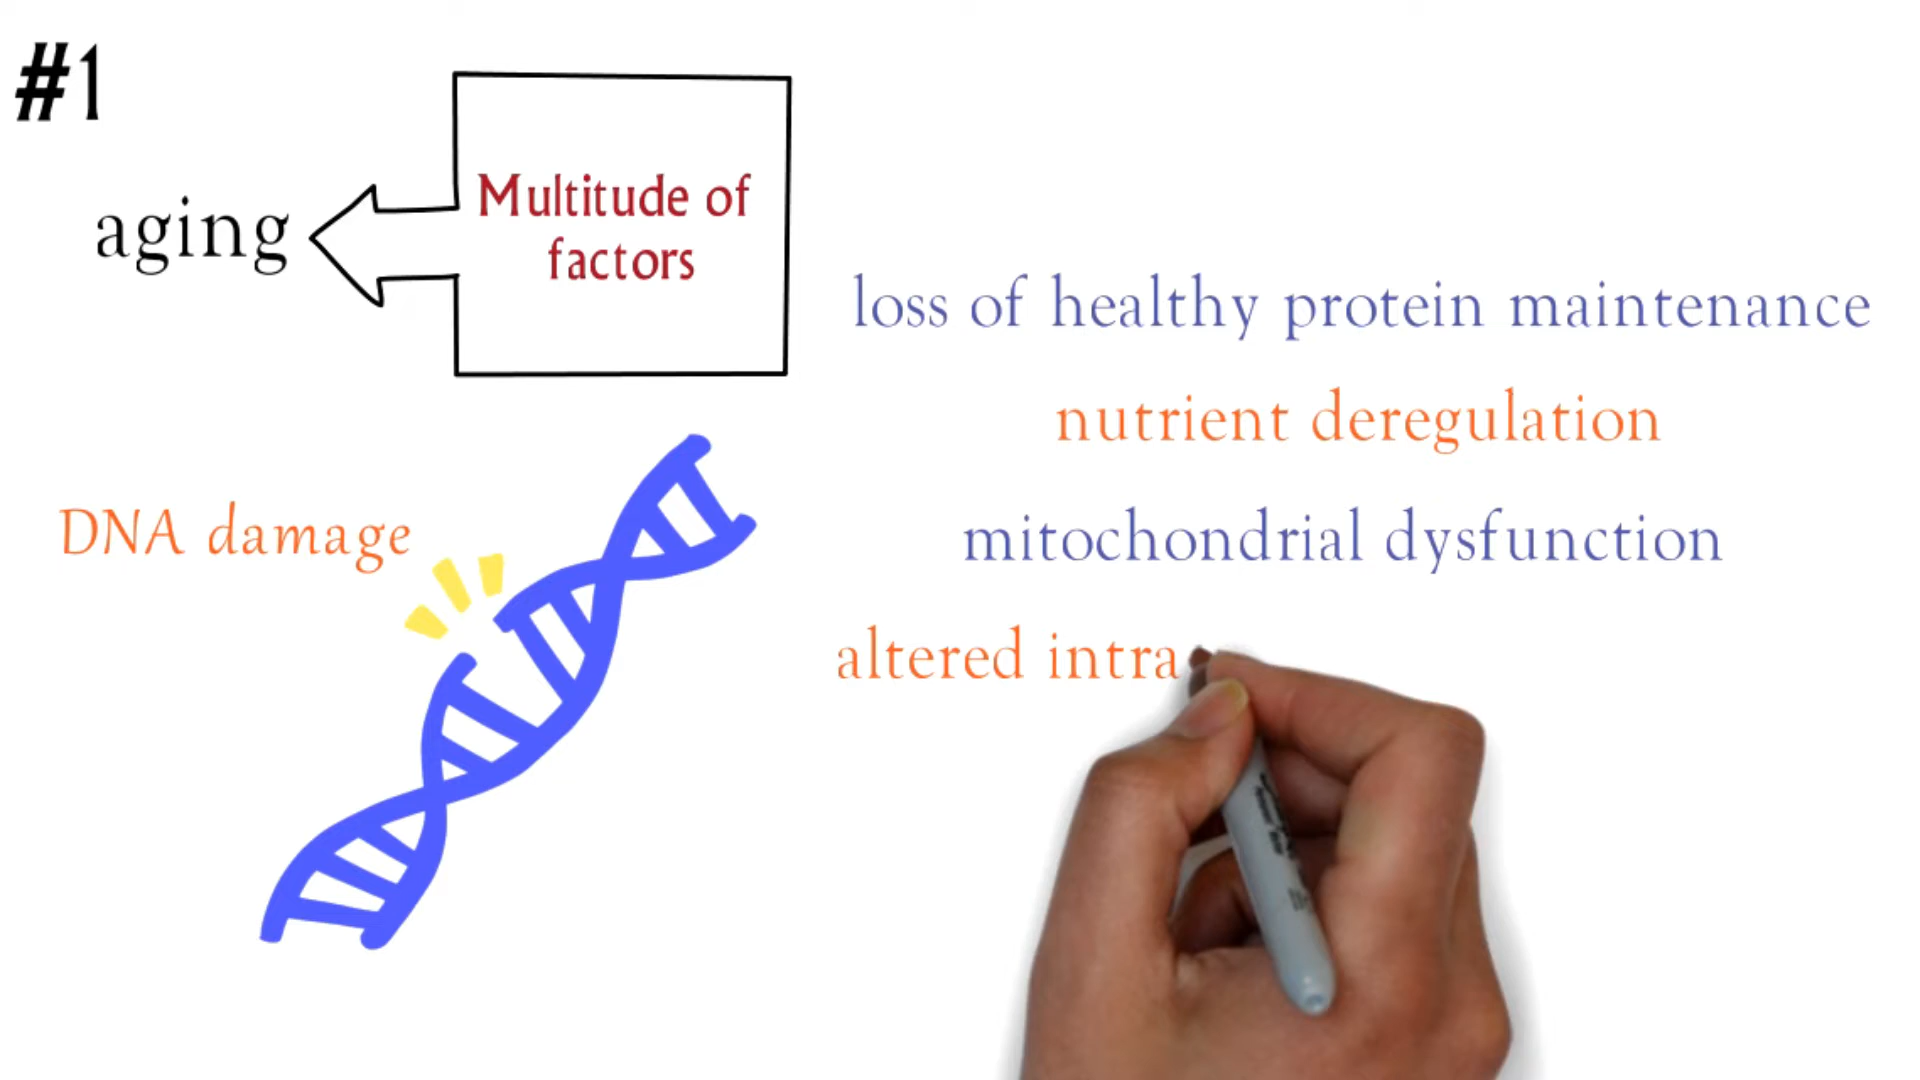 #1
aging
Multitude of
factors
loss of healthy protein maintenance
nutrient deregulation
DNA damage
mitochondrial dysfunction
altered intra